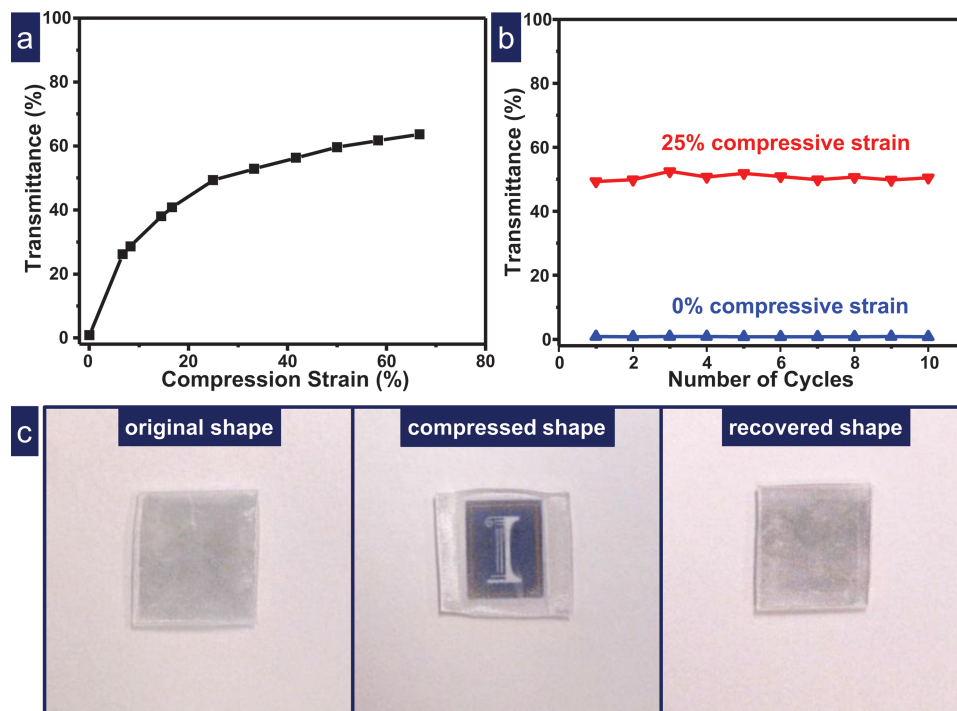 a
100
80
60
40
20
0
Transmittance (%)
0 20 40 60 80
Compression Strain (%)
b
100
80
60
40
20
0
Transmittance (%)
25% compressive strain
0% compressive strain
0 2 4 6 8 10
Number of Cycles
c
original shape
compressed shape
recovered shape
I